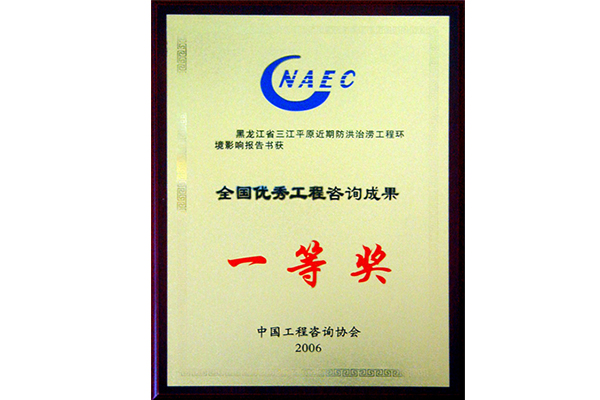 CNAEC
黑龙江省三江平原近期防洪治涝工程环
境影响报告书获
全国优秀工程咨询成果
一等奖
中国工程咨询协会
2006